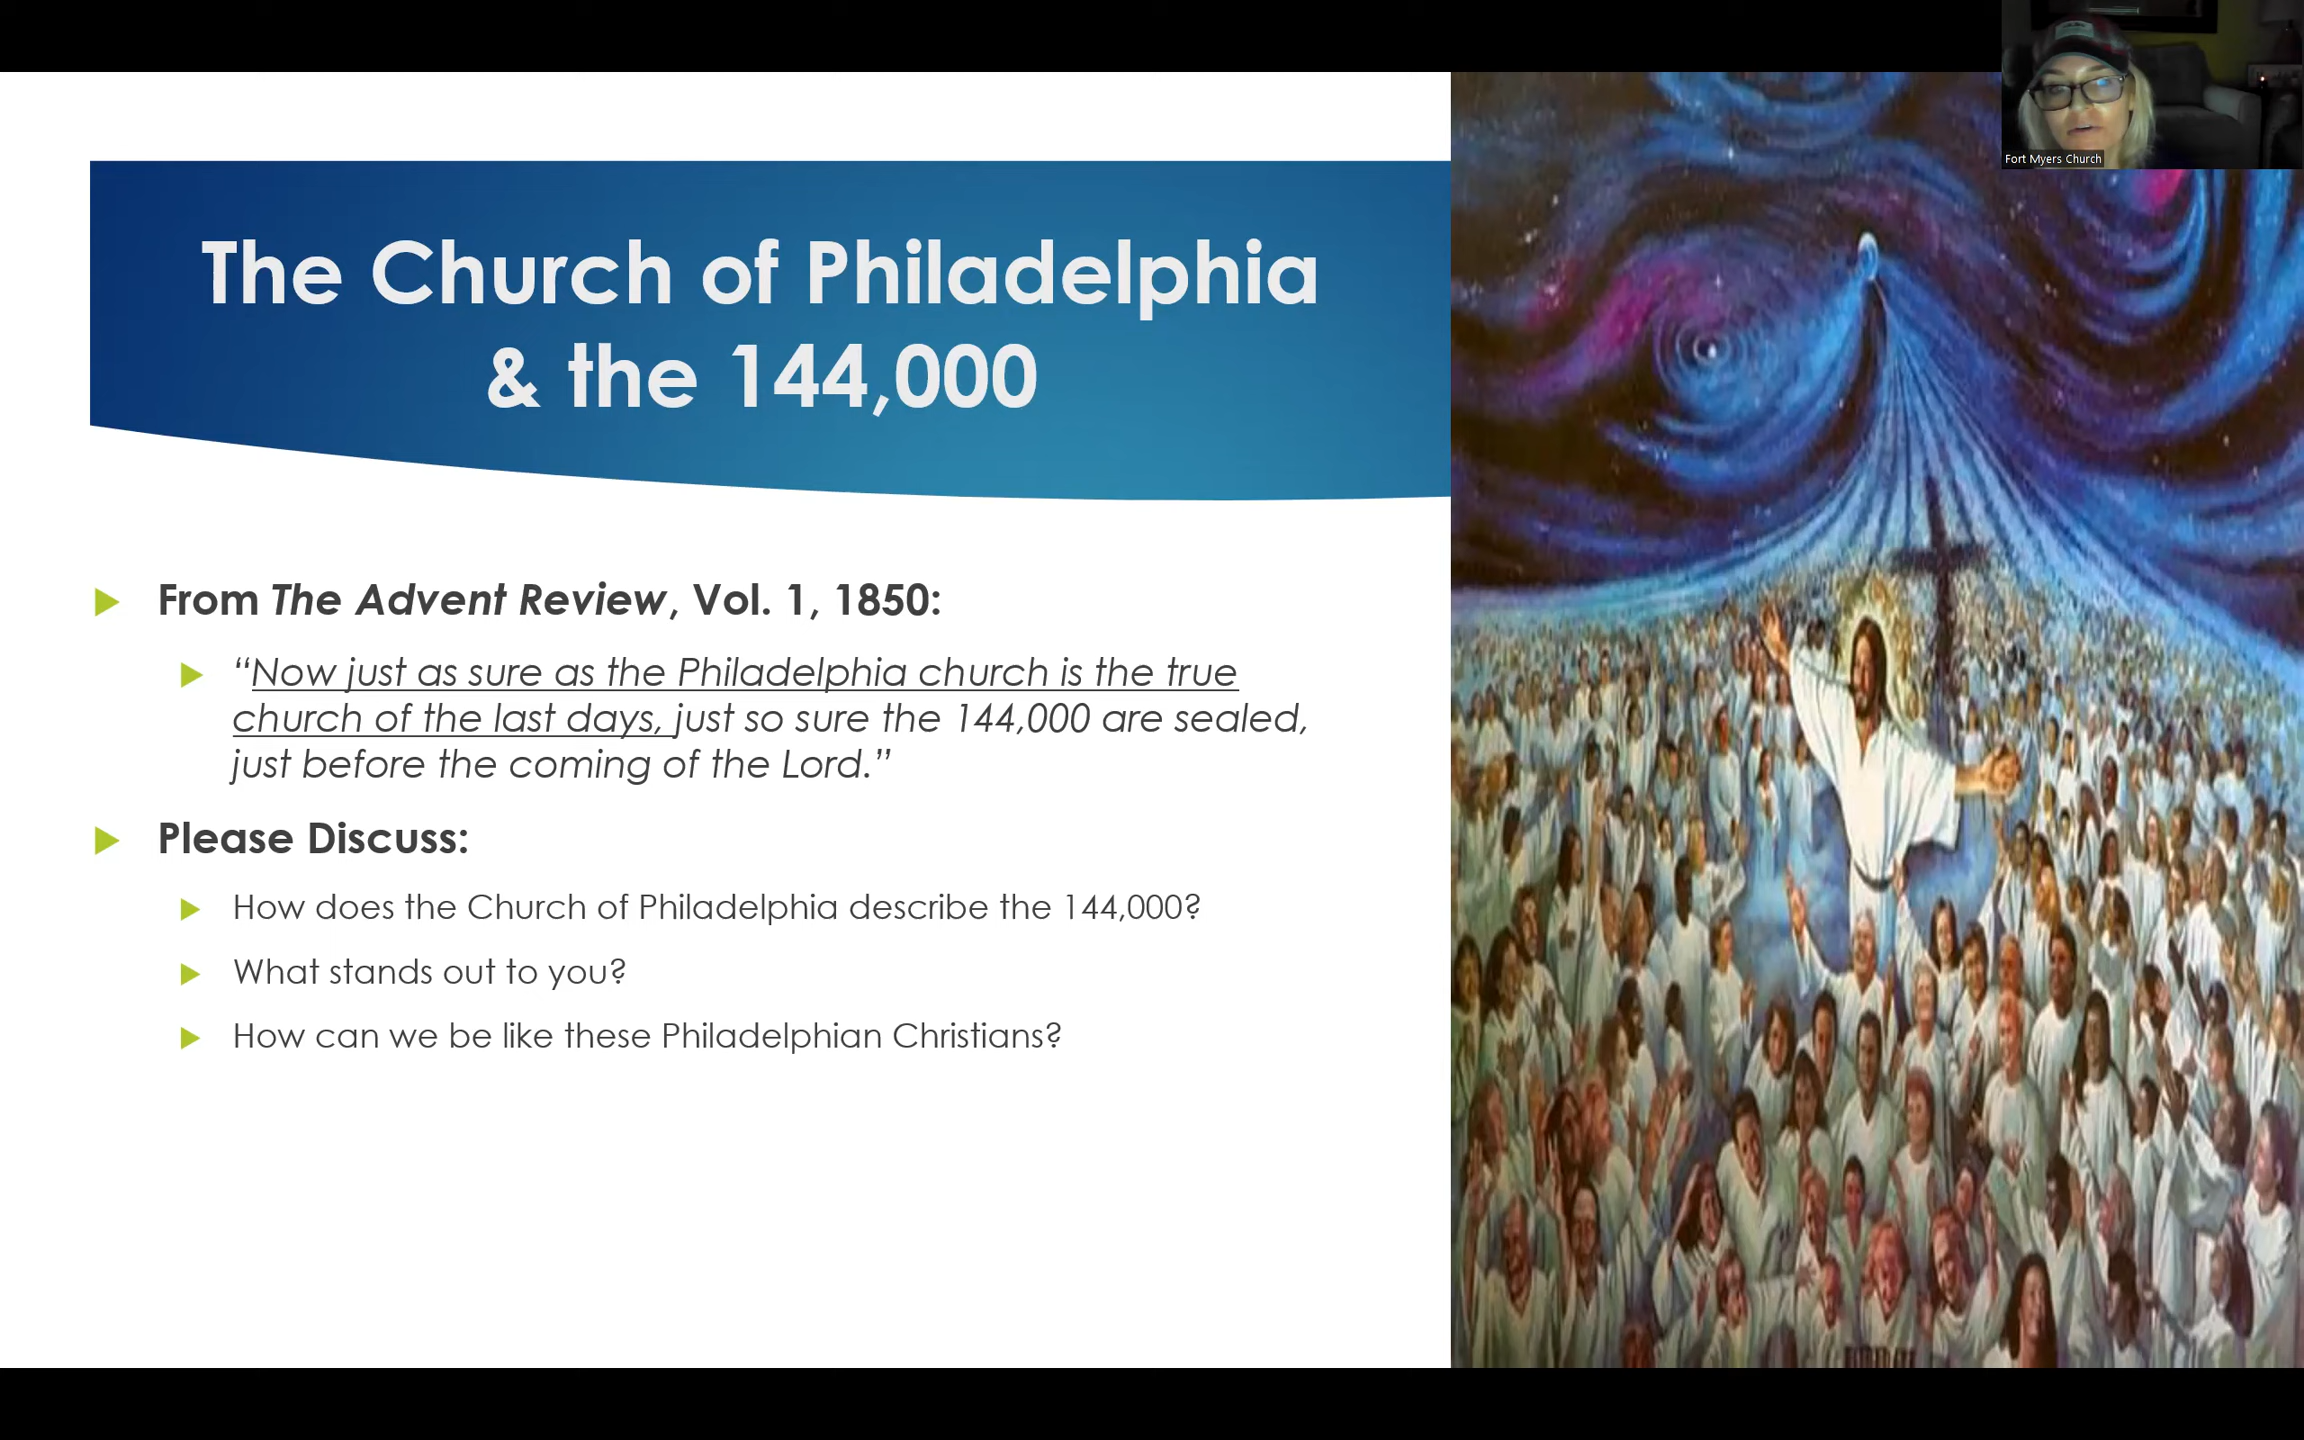 Fort Myers Church
The Church of Philadelphia
& the 144,000
From The Advent Review, Vol. 1, 1850:
“Now just as sure as the Philadelphia church is the true
church of the last days, just so sure the 144,000 are sealed,
just before the coming of the Lord.”
Please Discuss:
How does the Church of Philadelphia describe the 144,000?
What stands out to you?
How can we be like these Philadelphian Christians?